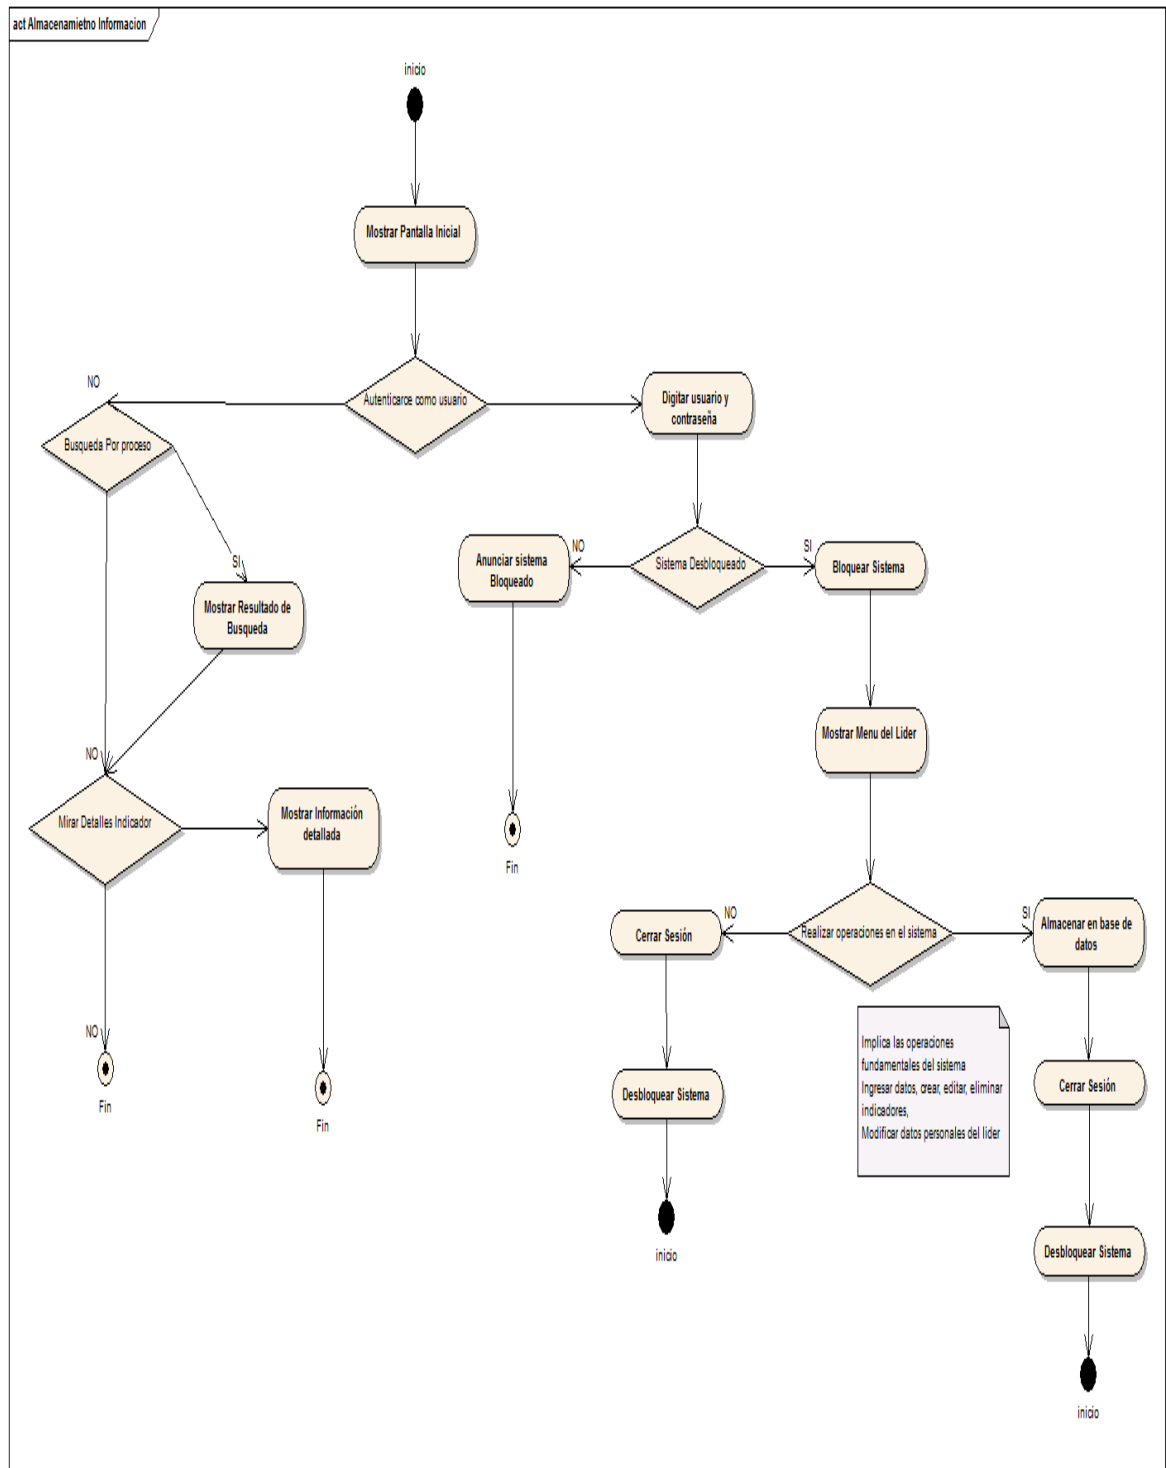 act Almacenamietno Informacion
inicio
Mostrar Pantalla Inicial
Autenticarce como usuario
NO
Digitar usuario y
contraseña
Busqueda Por proceso
SI
Mostrar Resultado de
Busqueda
Sistema Desbloqueado
NO
SI
Anunciar sistema
Bloqueado
Fin
Bloquear Sistema
Mostrar Menu del Lider
NO
Mirar Detalles Indicador
Mostrar Información
detallada
NO
Fin
Fin
Realizar operaciones en el sistema
NO
SI
Cerrar Sesión
Desbloquear Sistema
inicio
Almacenar en base de
datos
Implica las operaciones
fundamentales del sistema
Ingresar datos, crear, editar, eliminar
indicadores,
Modificar datos personales del lider
Cerrar Sesión
Desbloquear Sistema
inicio